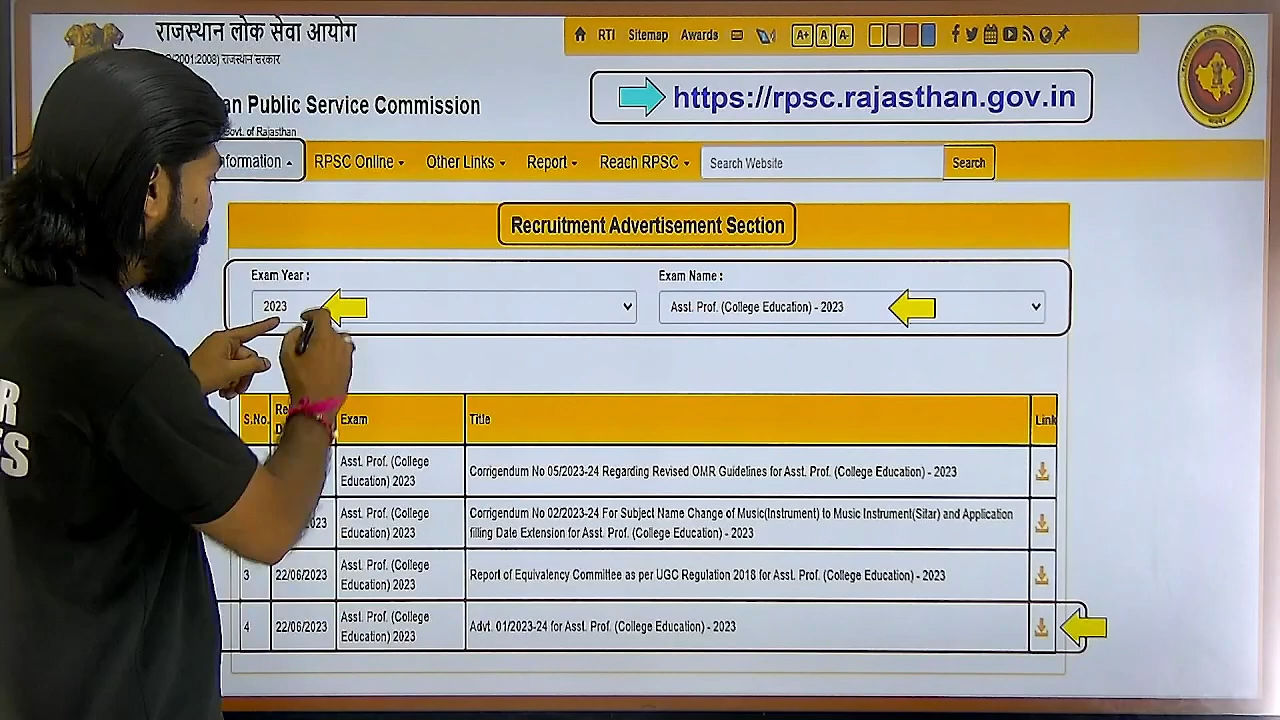 राजस्थान लोक सेवा आयोग
राजस्थान सरकार
Public Service Commission
Govt. of Rajasthan
RTI Sitemap Awards
A+ A A-
https://rpsc.rajasthan.gov.in
RPSC Online Other Links Report Reach RPSC Search Website Search
Recruitment Advertisement Section
Exam Year : Exam Name :
2023 Asst. Prof. (College Education) - 2023
S.No. Exam Title Link
Asst. Prof. (College
Education) 2023
Corrigendum No 05/2023-24 Regarding Revised OMR Guidelines for Asst. Prof. (College Education) - 2023
Asst. Prof. (College
Education) 2023
Corrigendum No 02/2023-24 For Subject Name Change of Music(Instrument) to Music Instrument(Sitar) and Application
filling Date Extension for Asst. Prof. (College Education) - 2023
3 22/06/2023 Asst. Prof. (College
Education) 2023
Report of Equivalency Committee as per UGC Regulation 2018 for Asst. Prof. (College Education) - 2023
4 22/06/2023 Asst. Prof. (College
Education) 2023
Advt. 01/2023-24 for Asst. Prof. (College Education) - 2023